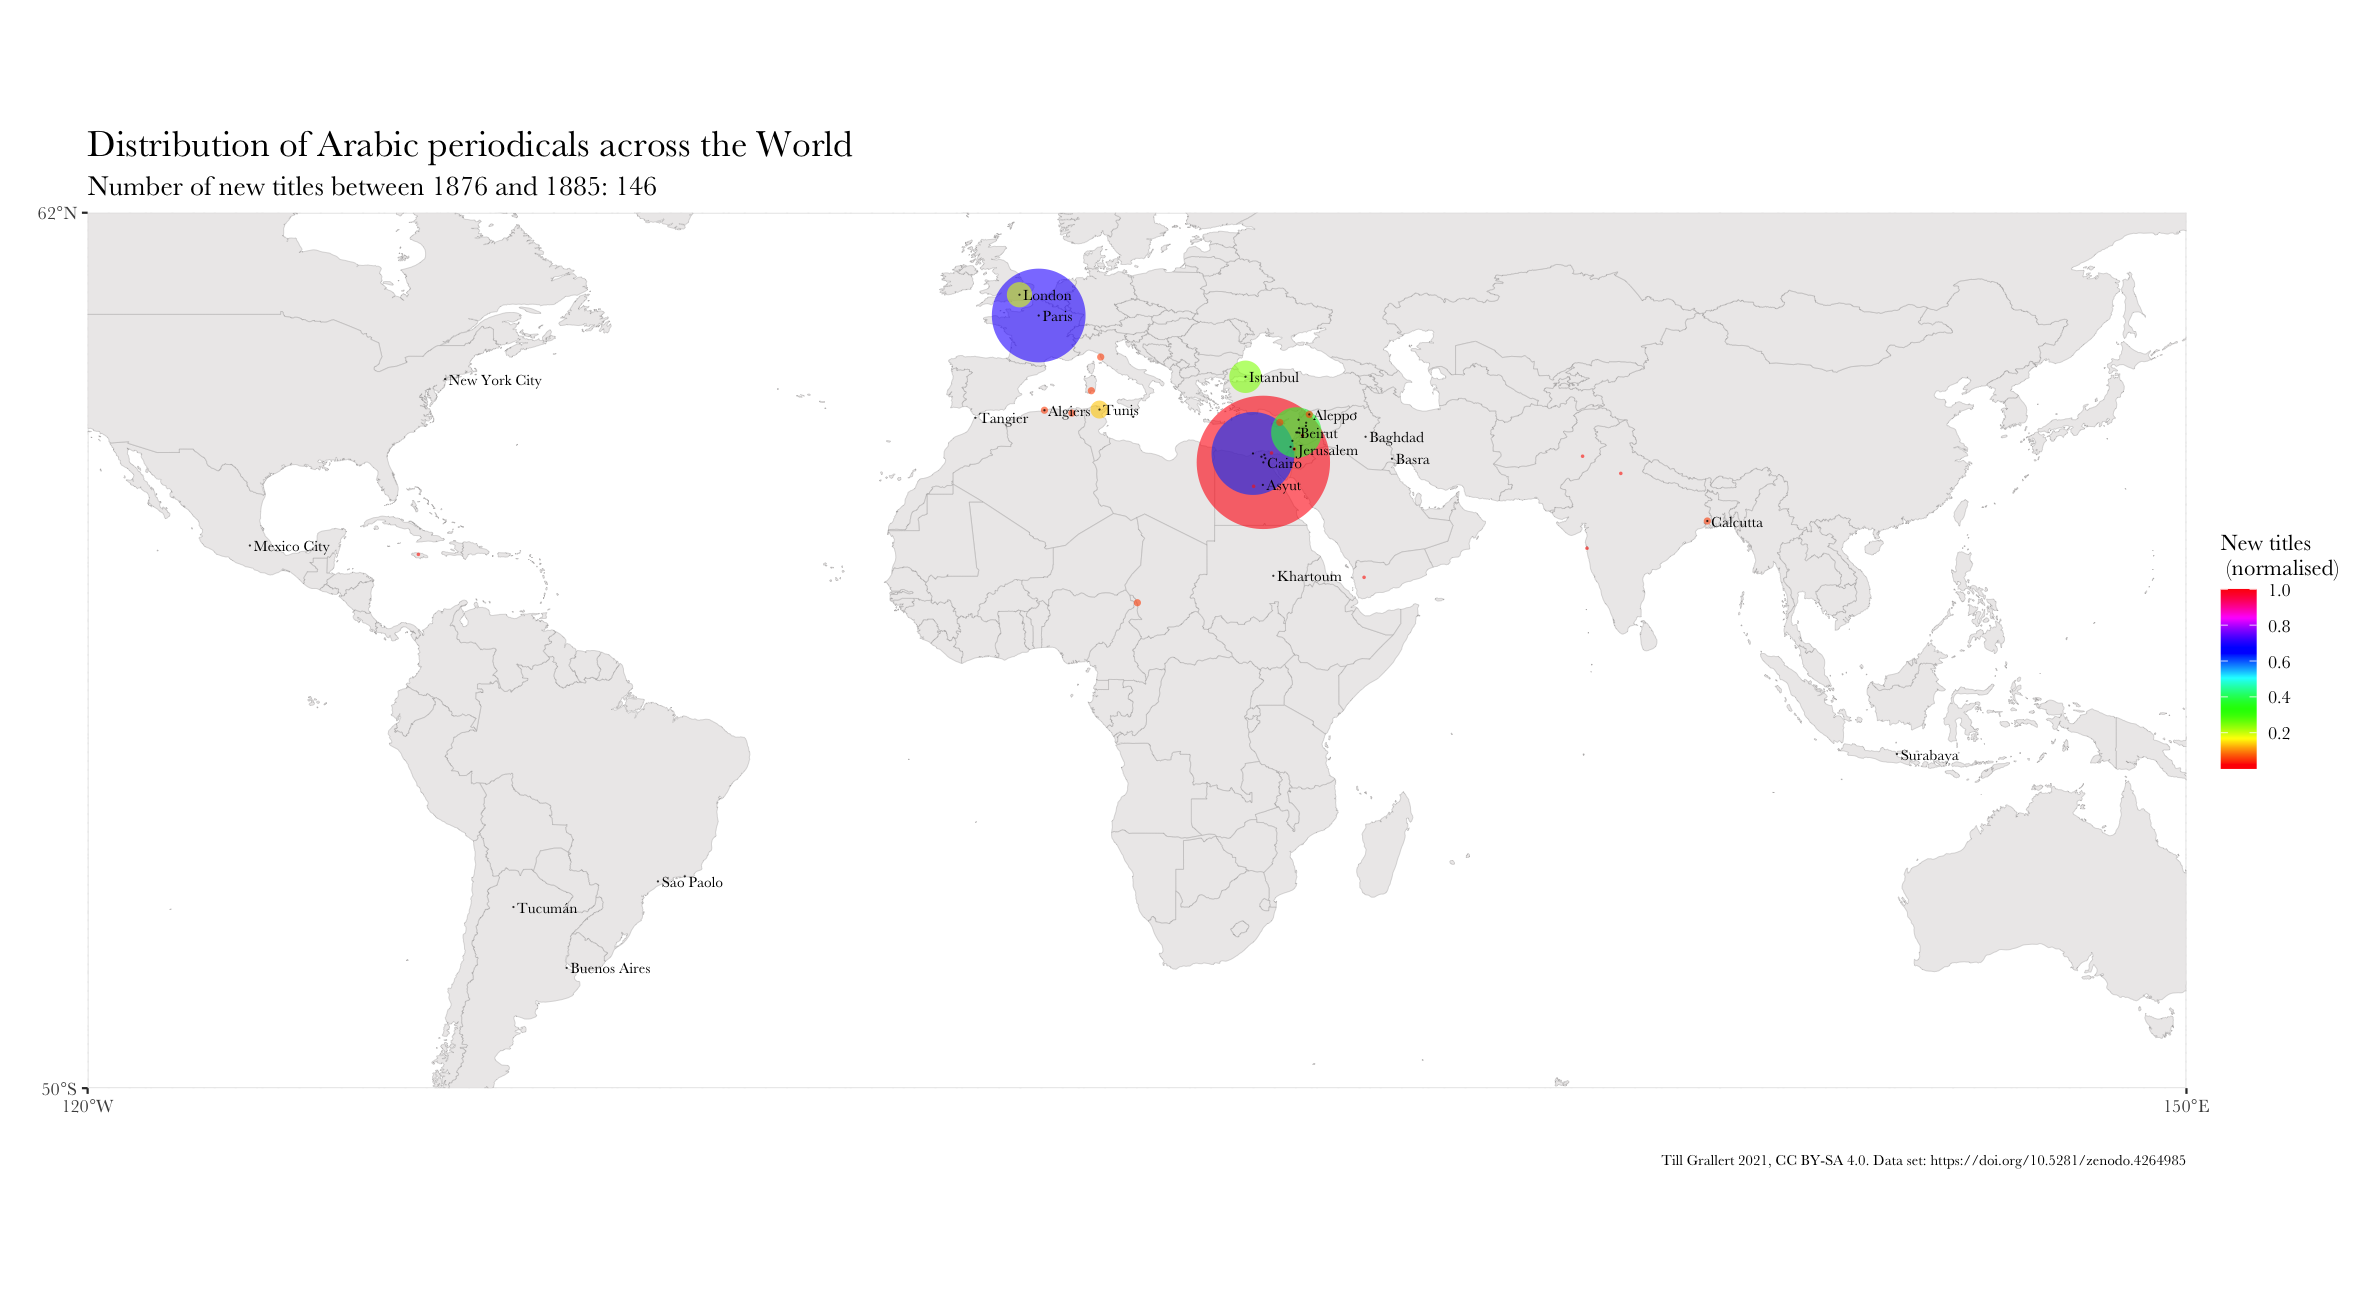 Distribution of Arabic periodicals across the World
Number of new titles between 1876 and 1885: 146
62°N
London
Paris
New York City
Istanbul
Algiers
Tunis
Aleppo
Tangier
Beirut
Baghdad
Jerusalem
Basra
Cairo
Asyut
Calcutta
Mexico City
Khartoum
New titles
(normalised)
1.0
0.8
0.6
0.4
0.2
Surabaya
Sao Paolo
Tucumán
Buenos Aires
50°S
120°W
150°E
Till Grallert 2021, CC BY-SA 4.0. Data set: https://doi.org/10.5281/zenodo.4264985